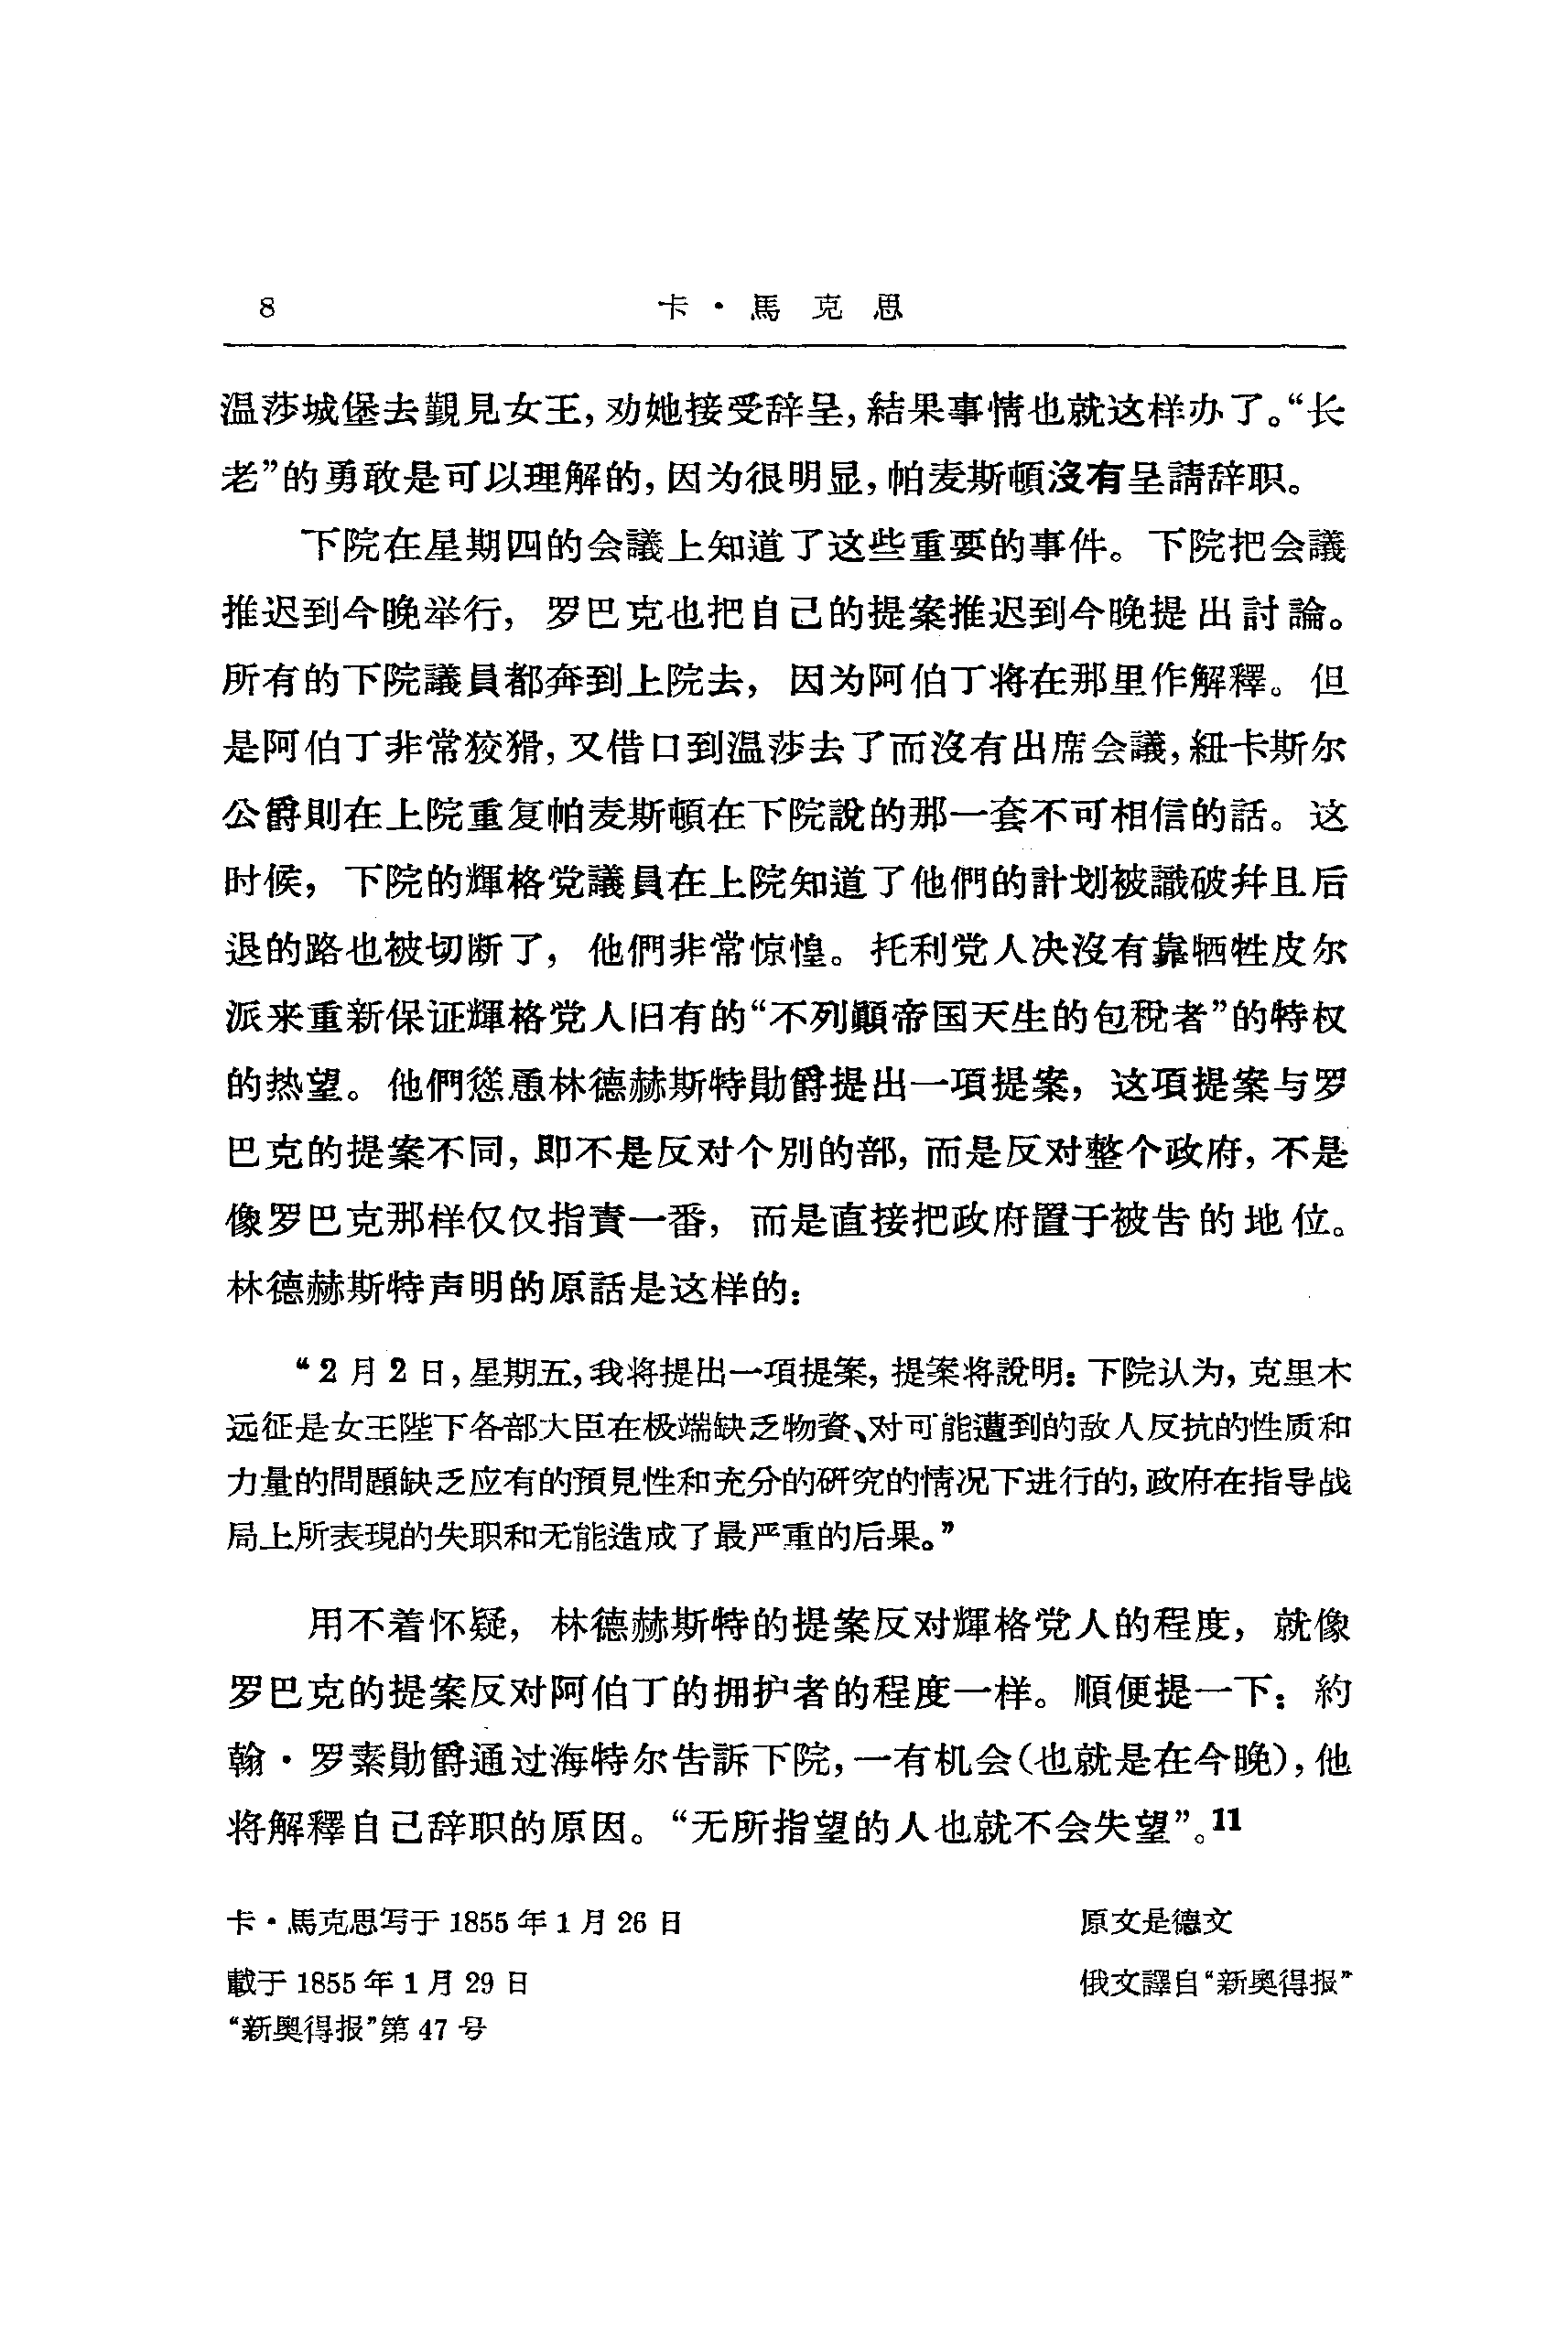 8
卡·馬克思
温莎城堡去覲見女王，劝她接受辞呈，結果事情也就这样办了。“长
老”的勇敢是可以理解的，因为很明显，帕麦斯頓沒有呈請辞职。
下院在星期四的会議上知道了这些重要的事件。下院把会議
推迟到今晚举行，罗巴克也把自己的提案推迟到今晚提出討論。
所有的下院議員都奔到上院去，因为阿伯丁将在那里作解釋。但
是阿伯丁非常狡猾，又借口到温莎去了而沒有出席会議，紐卡斯尔
公爵則在上院重复帕麦斯頓在下院說的那一套不可相信的話。这
时候，下院的輝格党議員在上院知道了他們的計划被識破幷且后
退的路也被切断了，他們非常惊惶。托利党人决沒有靠牺牲皮尔
派来重新保证輝格党人旧有的“不列顚帝国天生的包稅者”的特权
的热望。他們慫恿林德赫斯特勛爵提出一項提案，这項提案与罗
巴克的提案不同，即不是反对个別的部，而是反对整个政府，不是
像罗巴克那样仅仅指責一番，而是直接把政府置于被告的地位。
林德赫斯特声明的原話是这样的：
“2月2日，星期五，我将提出一項提案，提案将說明：下院认为，克里木
远征是女王陛下各部大臣在极端缺乏物資、对可能遭到的敌人反抗的性质和
力量的問題缺乏应有的預見性和充分的研究的情况下进行的，政府在指导战
局上所表現的失职和无能造成了最严重的后果。”
用不着怀疑，林德赫斯特的提案反对輝格党人的程度，就像
罗巴克的提案反对阿伯丁的拥护者的程度一样。順便提一下：約
翰·罗素勛爵通过海特尔告訴下院，一有机会（也就是在今晚），他
将解釋自己辞职的原因。“无所指望的人也就不会失望”。11
卡·馬克思写于1855年1月26日
原文是德文
載于1855年1月29日
俄文譯自“新奥得报”
“新奥得报”第47号